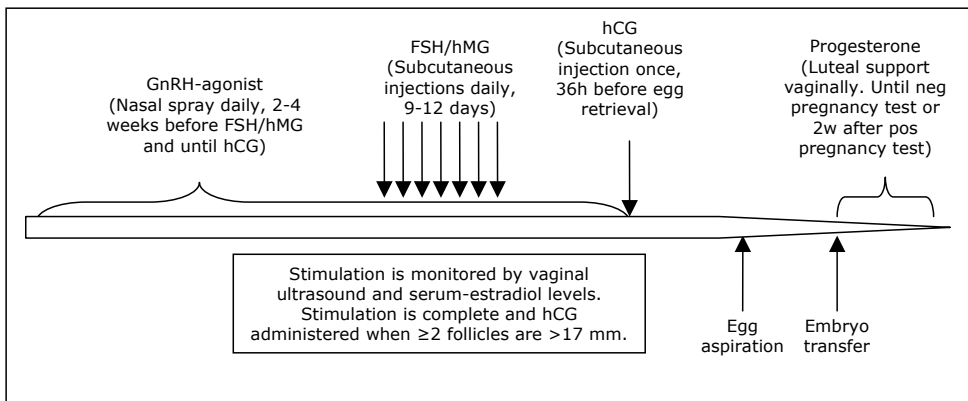 GnRH-agonist
(Nasal spray daily, 2-4
weeks before FSH/hMG
and until hCG)
FSH/hMG
(Subcutaneous
injections daily,
9-12 days)
hCG
(Subcutaneous
injection once,
36h before egg
retrieval)
Progesterone
(Luteal support
vaginally. Until neg
pregnancy test or
2w after pos
pregnancy test)
Stimulation is monitored by vaginal
ultrasound and serum-estradiol levels.
Stimulation is complete and hCG
administered when ≥2 follicles are >17 mm.
Egg
aspiration
Embryo
transfer